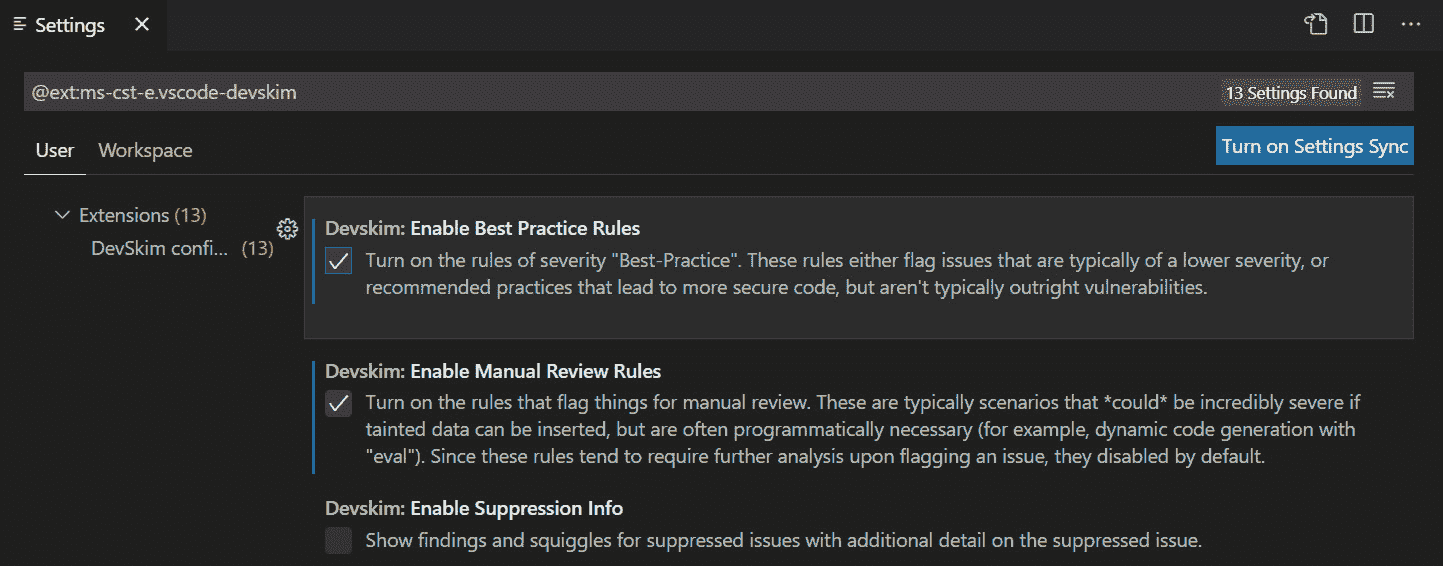 Settings
@ext:ms-cst-e.vscode-devskim
13 Settings Found
User Workspace
Turn on Settings Sync
Extensions (13)
DevSkim confi... (13)
Devskim: Enable Best Practice Rules
Turn on the rules of severity "Best-Practice". These rules either flag issues that are typically of a lower severity, or
recommended practices that lead to more secure code, but aren't typically outright vulnerabilities.
Devskim: Enable Manual Review Rules
Turn on the rules that flag things for manual review. These are typically scenarios that *could* be incredibly severe if
tainted data can be inserted, but are often programmatically necessary (for example, dynamic code generation with
"eval"). Since these rules tend to require further analysis upon flagging an issue, they disabled by default.
Devskim: Enable Suppression Info
Show findings and squiggles for suppressed issues with additional detail on the suppressed issue.